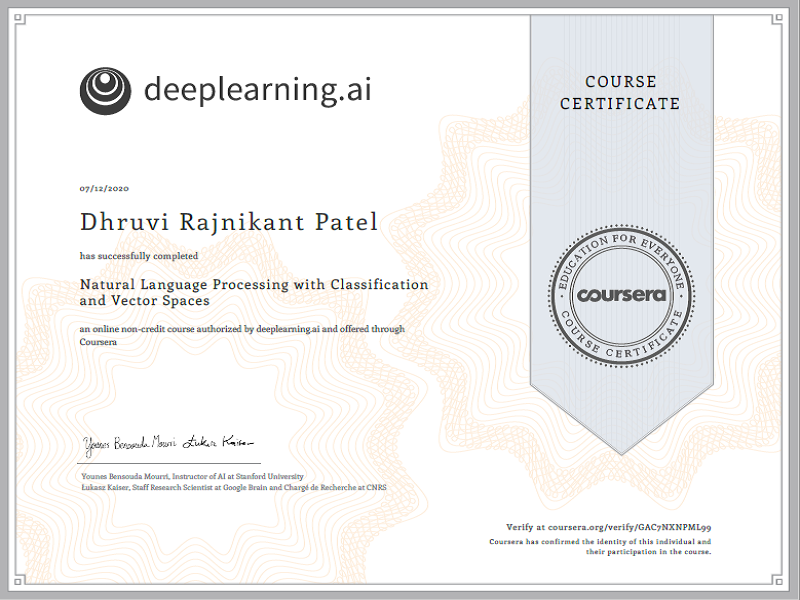 deeplearning.ai
COURSE
CERTIFICATE
07/12/2020
Dhruvi Rajnikant Patel
has successfully completed
Natural Language Processing with Classification
and Vector Spaces
an online non-credit course authorized by deeplearning.ai and offered through
Coursera
EDUCATION FOR EVERYONE
coursera
COURSE CERTIFICATE
Younes Bensouda Mourri Łukasz Kaiser
Younes Bensouda Mourri, Instructor of AI at Stanford University
Łukasz Kaiser, Staff Research Scientist at Google Brain and Chargé de Recherche at CNRS
Verify at coursera.org/verify/GAC7NXNPML99
Coursera has confirmed the identity of this individual and
their participation in the course.